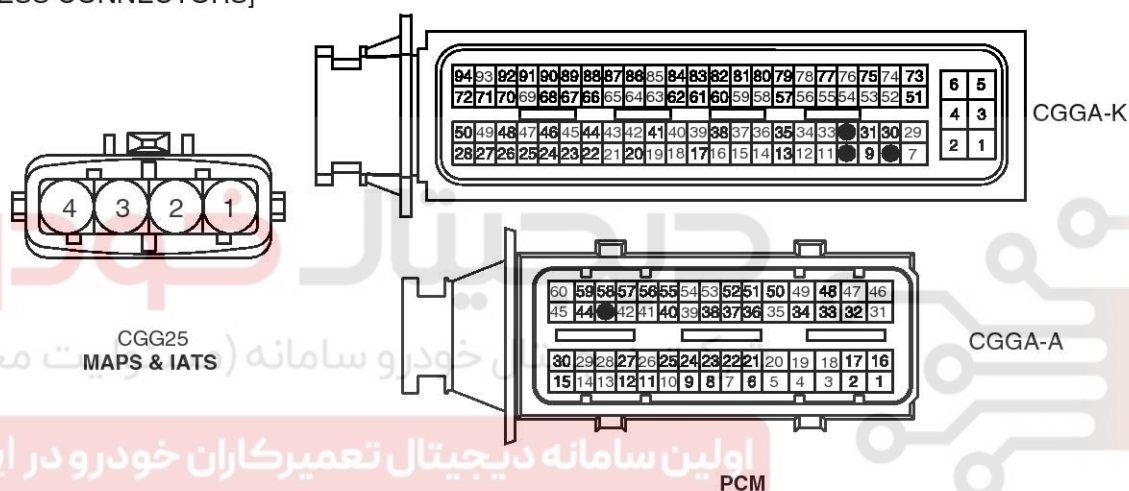 ESS CONNECTORS]
94 93 92 91 90 89 88 87 86 85 84 83 82 81 80 79 78 77 76 75 74 73
72 71 70 69 68 67 66 65 64 63 62 61 60 59 58 57 56 55 54 53 52 51
6 5
4 3
2 1
CGGA-K
50 49 48 47 46 45 44 43 42 41 40 39 38 37 36 35 34 33 31 30 29
28 27 26 25 24 23 22 21 20 19 18 17 16 15 14 13 12 11 9 7
4 3 2 1
دیجیتال خودرو
60 59 58 57 56 55 54 53 52 51 50 49 48 47 46
45 44 42 41 40 39 38 37 36 35 34 33 32 31
CGGA-A
30 29 28 27 26 25 24 23 22 21 20 19 18 17 16
15 14 13 12 11 10 9 8 7 6 5 4 3 2 1
CGG25
MAPS & IATS
دیجیتال خودرو سامانه
اولین سامانه دیجیتال تعمیرکاران خودرو در
PCM